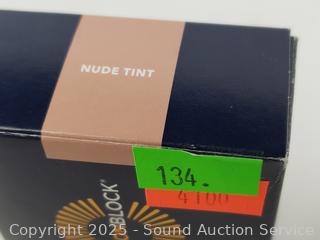 NUDE TINT
134.
4100
BLOCK®
Copyright 2025 - Sound Auction Service